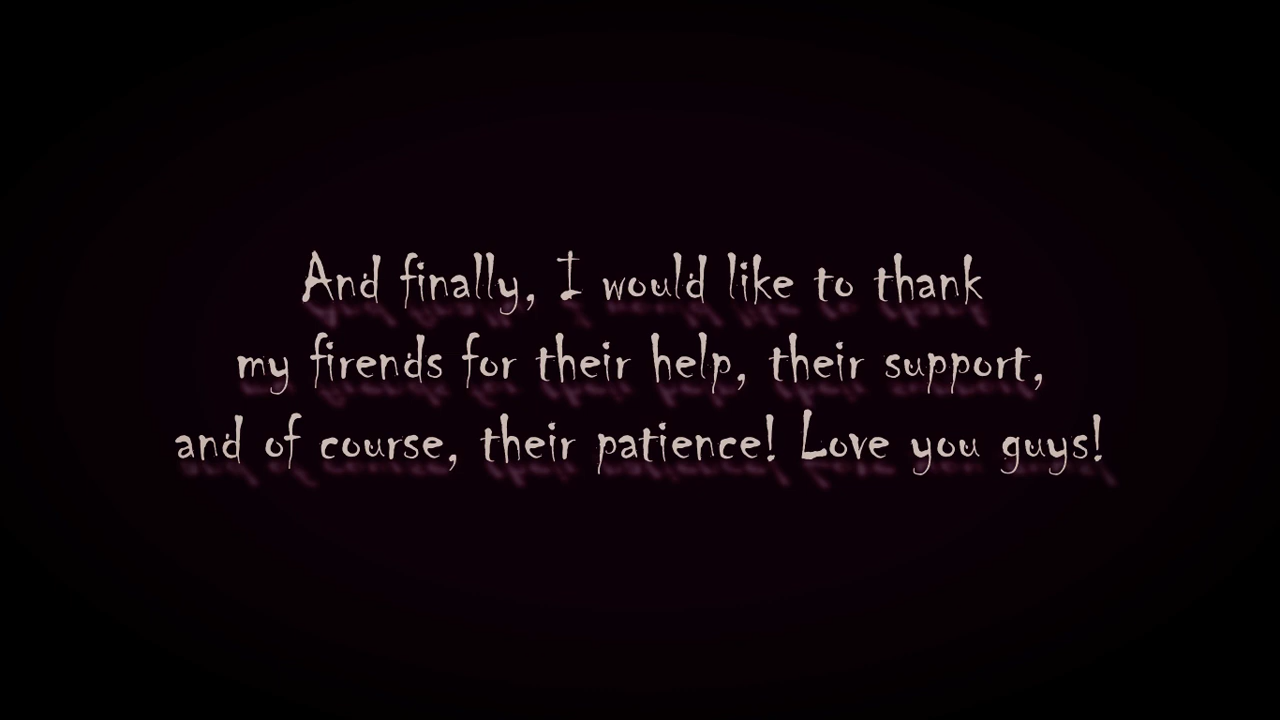 And finally, I would like to thank
my firends for their help, their support,
and of course, their patience! Love you guys!